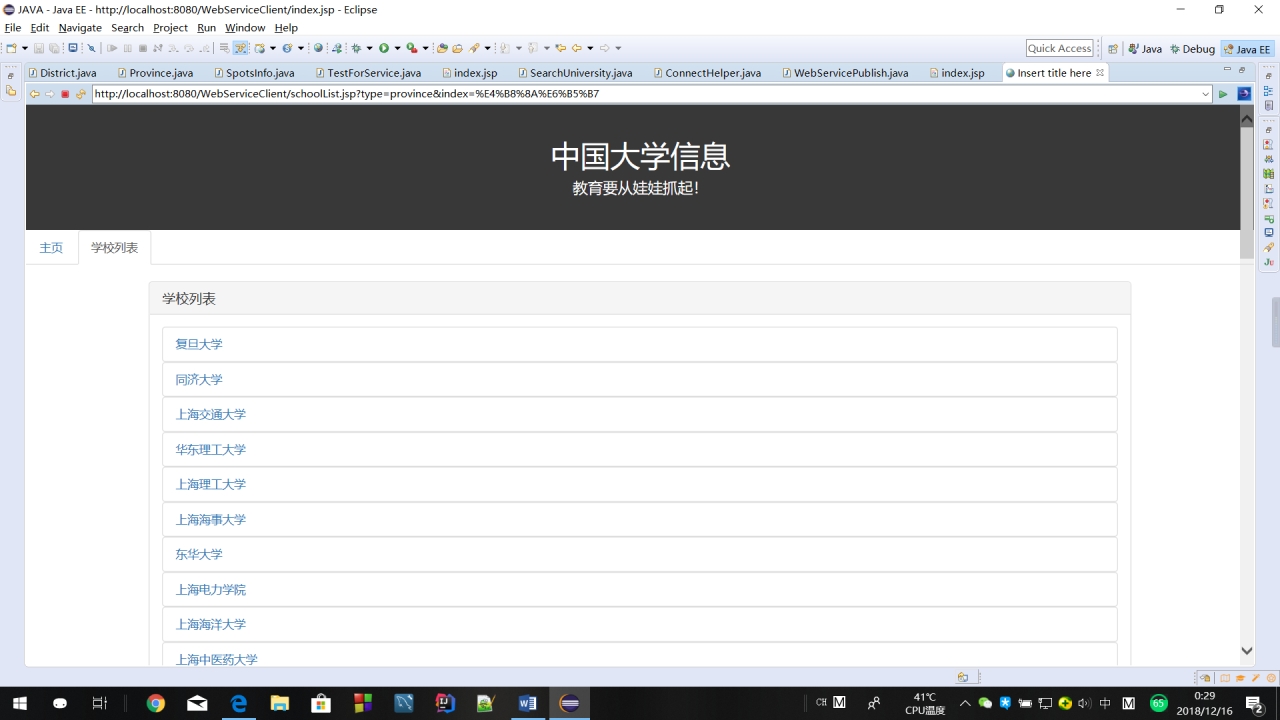 JAVA - Java EE - http://localhost:8080/WebServiceClient/index.jsp - Eclipse
File Edit Navigate Search Project Run Window Help
Quick Access Java Debug Java EE
District.java Province.java SpotsInfo.java TestForService.java index.jsp SearchUniversity.java ConnectHelper.java WebServicePublish.java index.jsp Insert title here
http://localhost:8080/WebServiceClient/schoolList.jsp?type=province&index=%E4%B8%8A%E6%B5%B7
中国大学信息
教育要从娃娃抓起!
主页 学校列表
学校列表
复旦大学
同济大学
上海交通大学
华东理工大学
上海理工大学
上海海事大学
东华大学
上海电力学院
上海海洋大学
上海中医药大学
CH M 41℃ 中 M 65 0:29
CPU温度 2018/12/16 2